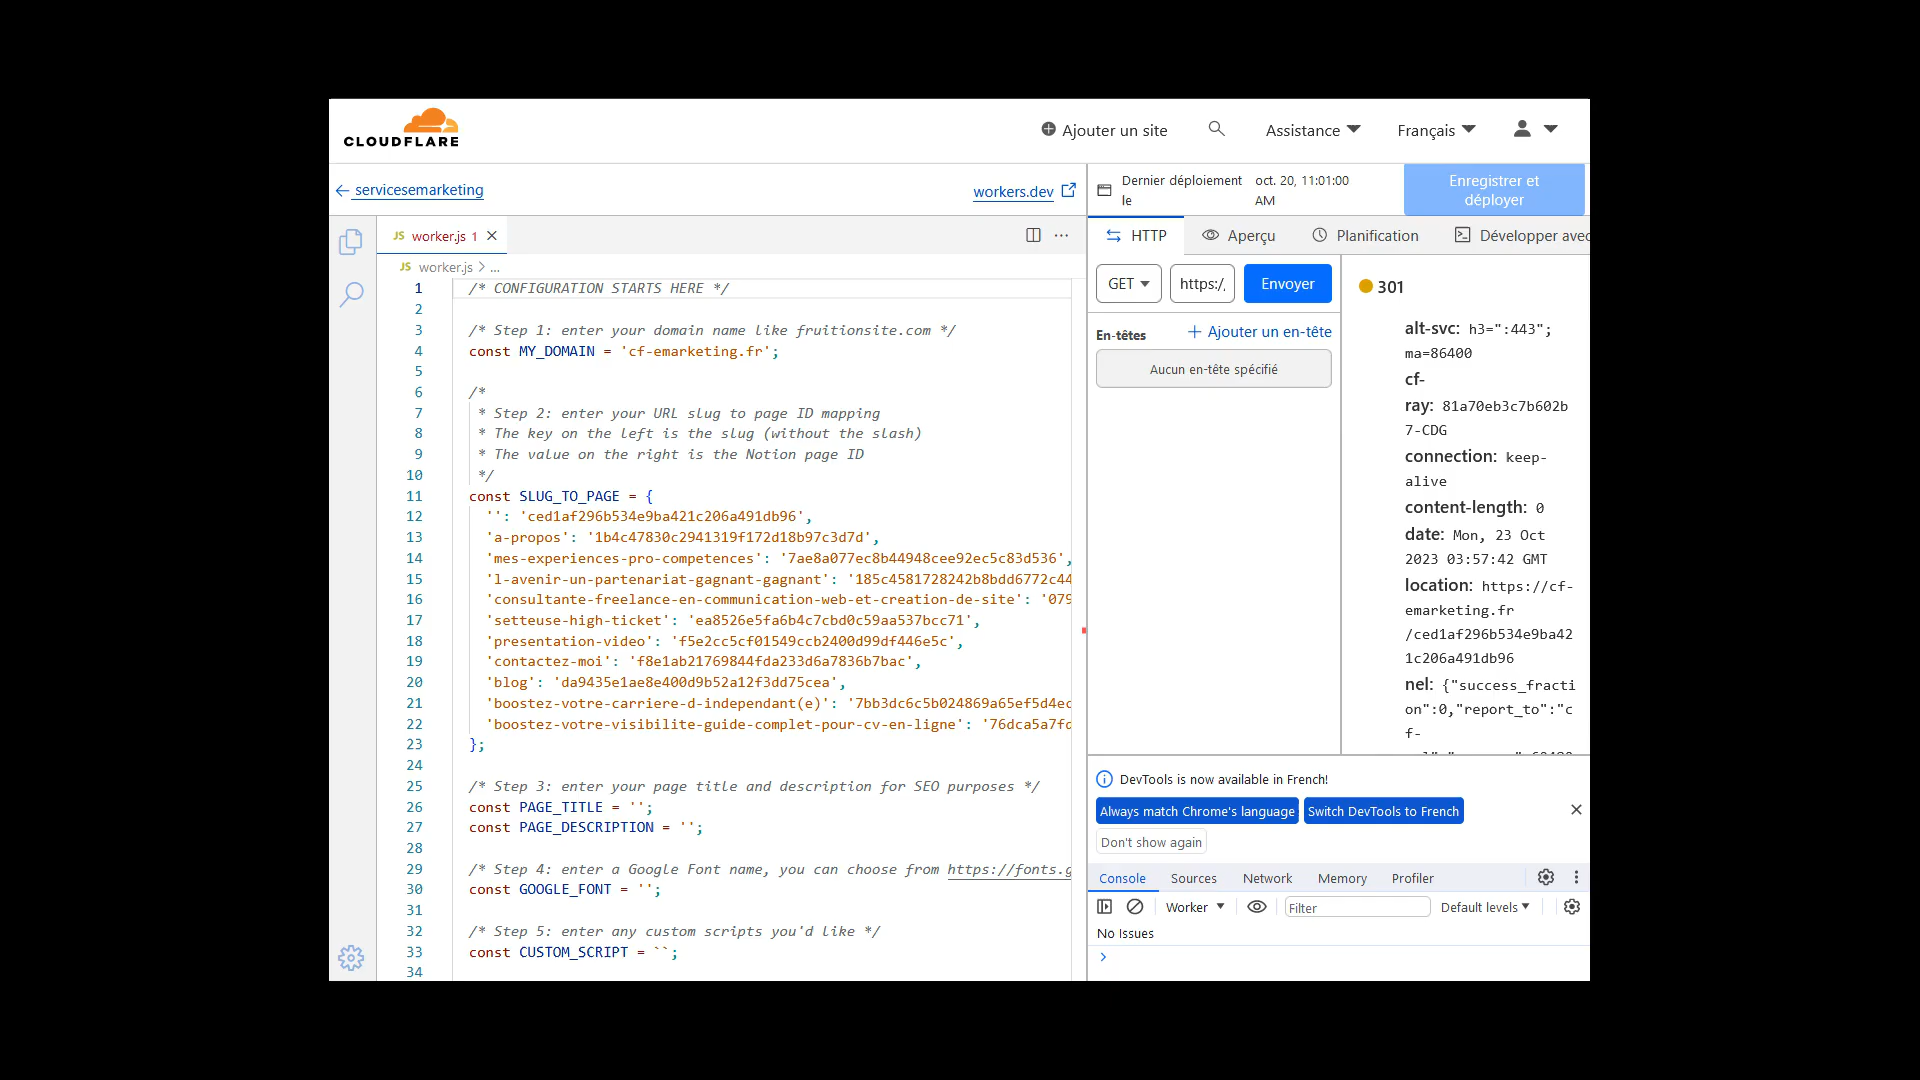 CLOUDFLARE
Ajouter un site
Assistance
Français
servicesemarketing
workers.dev
Dernier déploiement le
oct. 20, 11:01:00 AM
Enregistrer et déployer
JS worker.js 1
JS worker.js > ...
1 /* CONFIGURATION STARTS HERE */
2
3 /* Step 1: enter your domain name like fruitionsite.com */
4 const MY_DOMAIN = 'cf-emarketing.fr';
5
6 /*
7 * Step 2: enter your URL slug to page ID mapping
8 * The key on the left is the slug (without the slash)
9 * The value on the right is the Notion page ID
10 */
11 const SLUG_TO_PAGE = {
12 '': 'ced1af296b534e9ba421c206a491db96',
13 'a-propos': '1b4c47830c2941319f172d18b97c3d7d',
14 'mes-experiences-pro-competences': '7ae8a077ec8b44948cee92ec5c83d536',
15 'l-avenir-un-partenariat-gagnant-gagnant': '185c4581728242b8bdd6772c44
16 'consultante-freelance-en-communication-web-et-creation-de-site': '079
17 'setteuse-high-ticket': 'ea8526e5fa6b4c7cbd0c59aa537bcc71',
18 'presentation-video': 'f5e2cc5cf01549ccb2400d99df446e5c',
19 'contactez-moi': 'f8e1ab21769844fda233d6a7836b7bac',
20 'blog': 'da9435e1ae8e400d9b52a12f3dd75cea',
21 'boostez-votre-carriere-d-independant(e)': '7bb3dc6c5b024869a65ef5d4ec
22 'boostez-votre-visibilite-guide-complet-pour-cv-en-ligne': '76dca5a7fd
23 };
24
25 /* Step 3: enter your page title and description for SEO purposes */
26 const PAGE_TITLE = '';
27 const PAGE_DESCRIPTION = '';
28
29 /* Step 4: enter a Google Font name, you can choose from https://fonts.g
30 const GOOGLE_FONT = '';
31
32 /* Step 5: enter any custom scripts you'd like */
33 const CUSTOM_SCRIPT = ``;
34
HTTP
Aperçu
Planification
Développer avec
GET
https:/
Envoyer
En-têtes
Ajouter un en-tête
Aucun en-tête spécifié
301
alt-svc: h3=":443";
ma=86400
cf-
ray: 81a70eb3c7b602b
7-CDG
connection: keep-
alive
content-length: 0
date: Mon, 23 Oct
2023 03:57:42 GMT
location: https://cf-
emarketing.fr
/ced1af296b534e9ba42
1c206a491db96
nel: {"success_fracti
on":0,"report_to":"c
f-
DevTools is now available in French!
Always match Chrome's language
Switch DevTools to French
Don't show again
Console
Sources
Network
Memory
Profiler
Worker
Filter
Default levels
No Issues